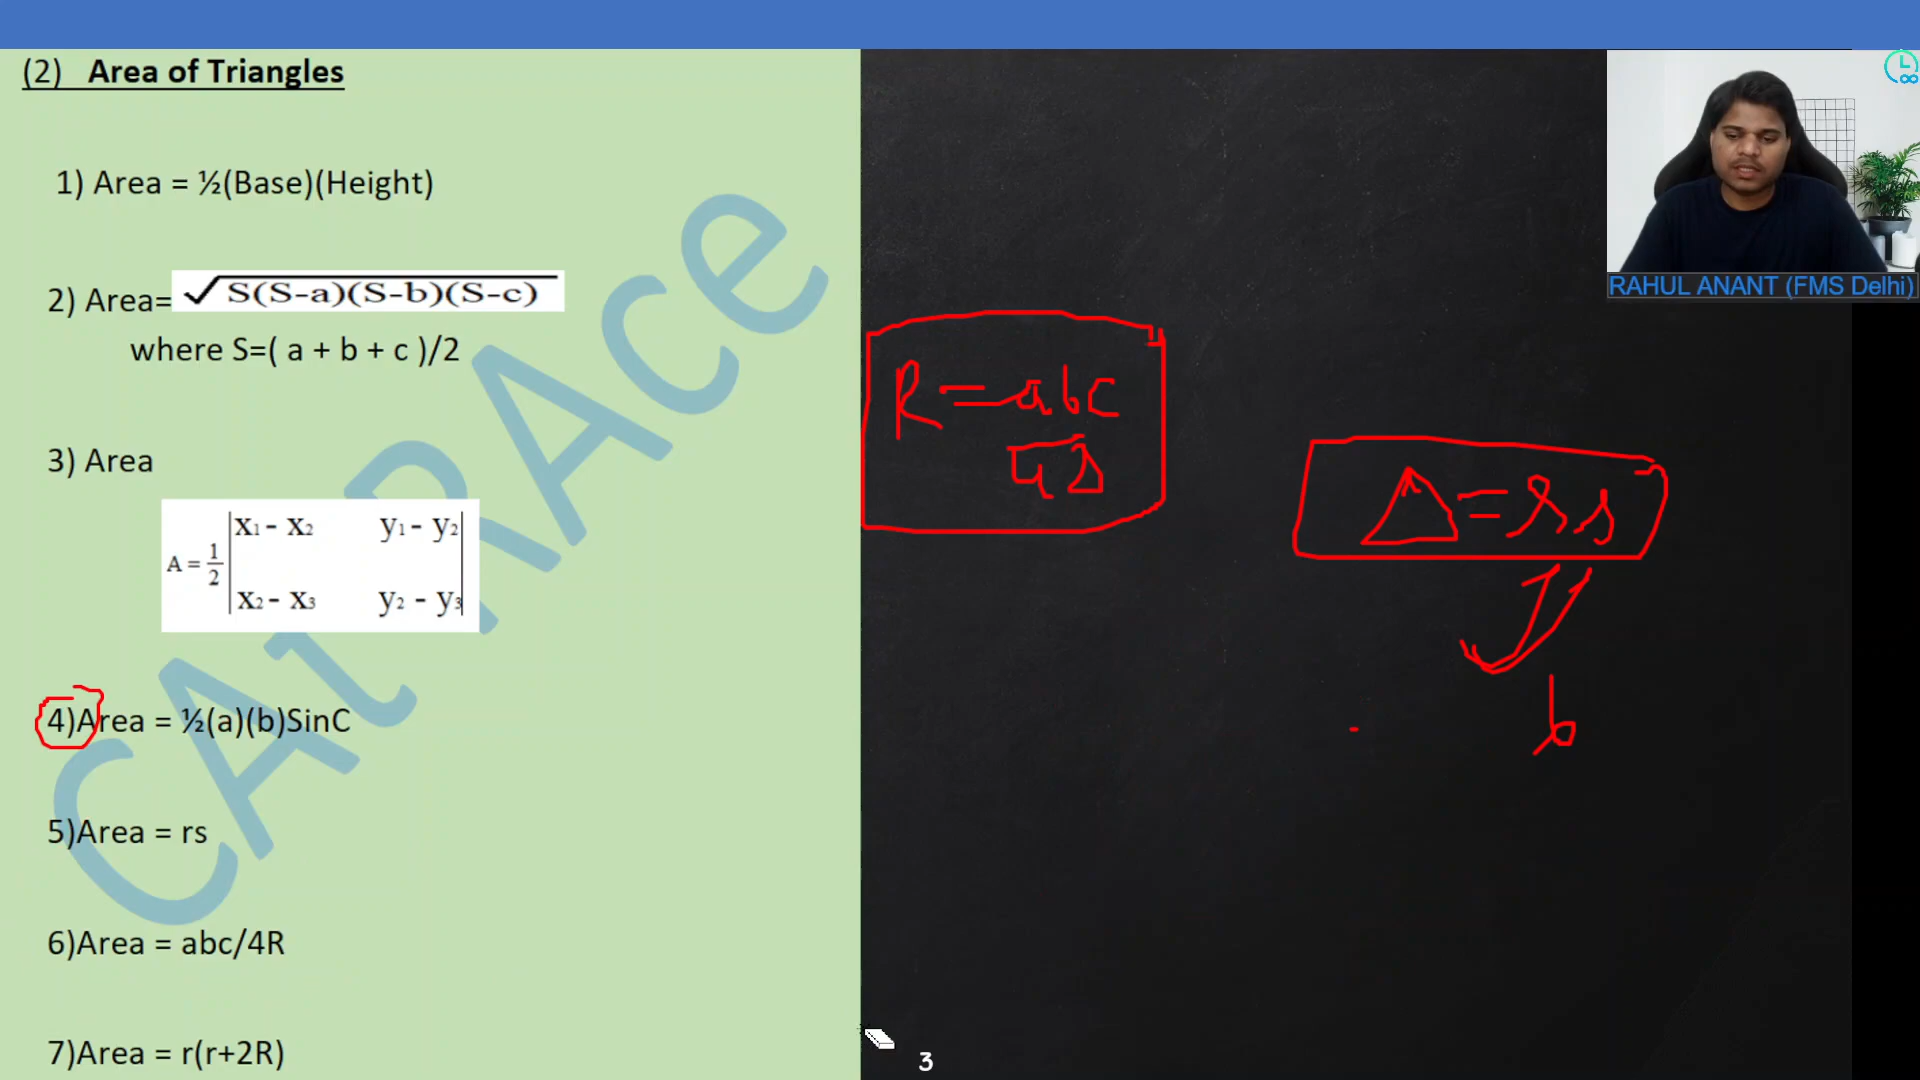 (2) Area of Triangles
1) Area = ½(Base)(Height)
2) Area= √S(S-a)(S-b)(S-c)
where S=( a + b + c )/2
3) Area
A = 1/2 | x₁ - x₂ y₁ - y₂ |
| x₂ - x₃ y₂ - y₃ |
4)Area = ½(a)(b)SinC
5)Area = rs
6)Area = abc/4R
7)Area = r(r+2R)
CAtRAce
R = abc
4Δ
Δ = rs
b
RAHUL ANANT (FMS Delhi)
3